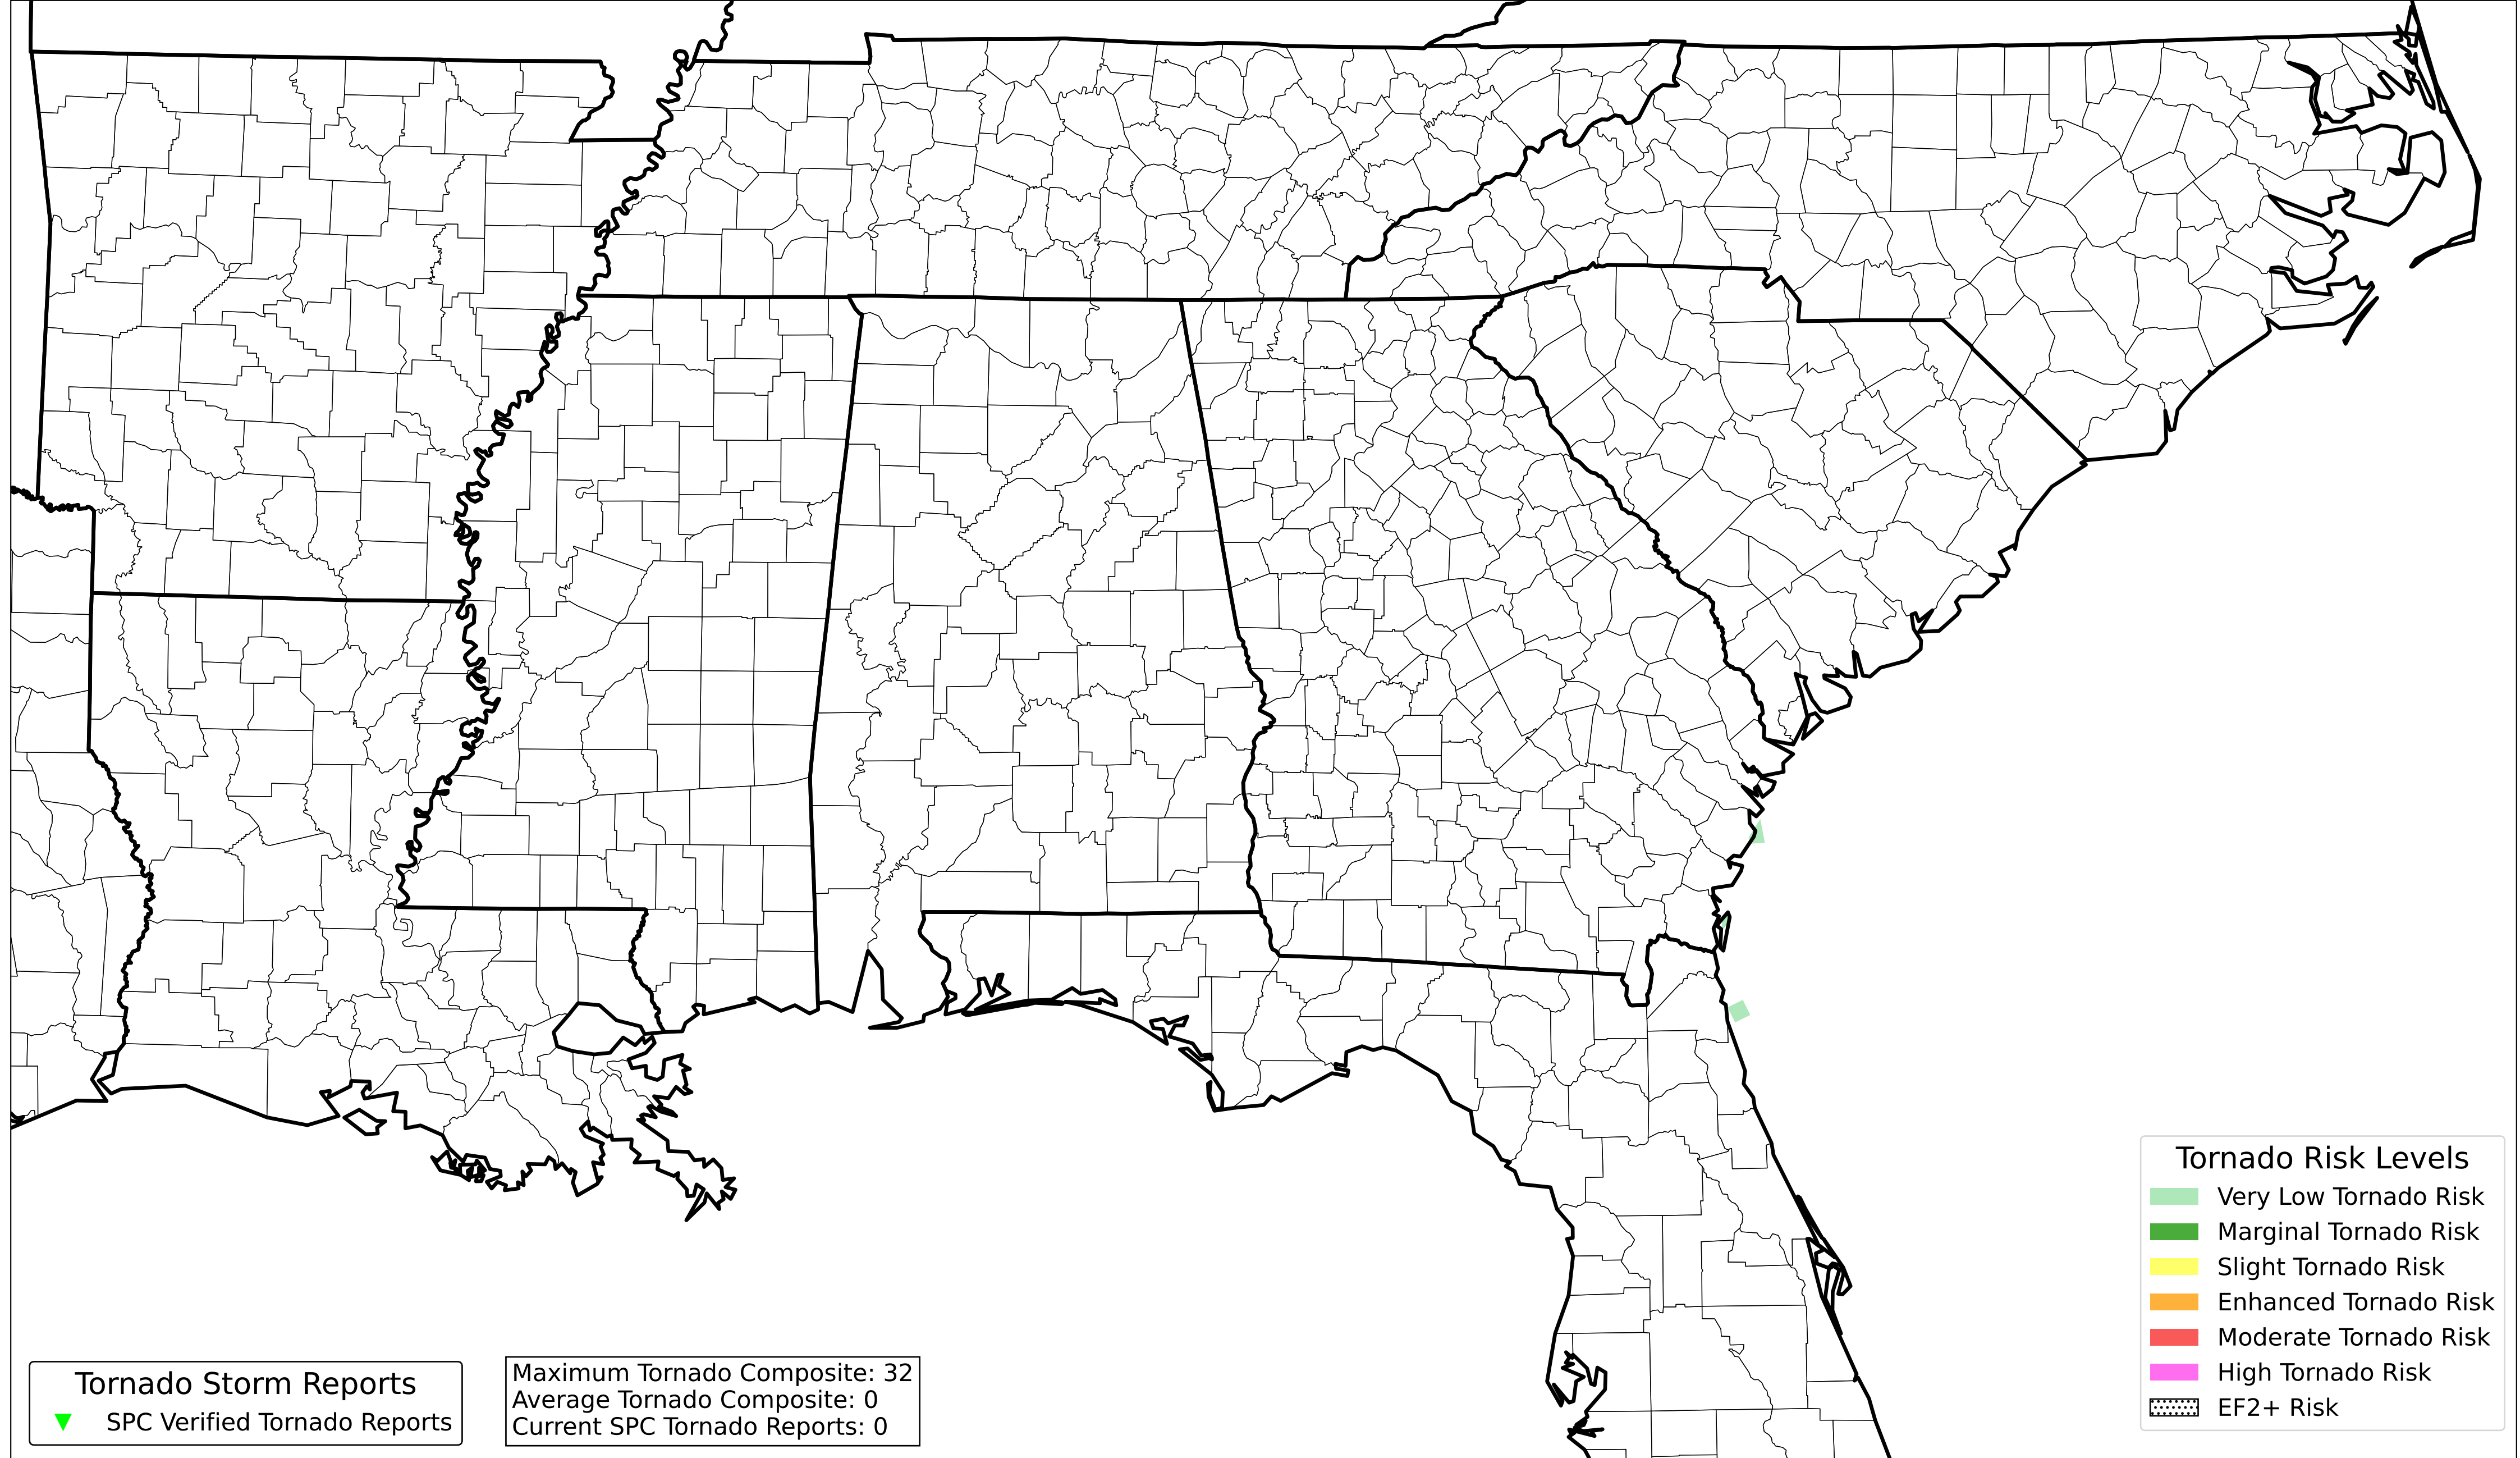 Tornado Risk Levels
Very Low Tornado Risk
Marginal Tornado Risk
Slight Tornado Risk
Enhanced Tornado Risk
Moderate Tornado Risk
High Tornado Risk
EF2+ Risk
Tornado Storm Reports
SPC Verified Tornado Reports
Maximum Tornado Composite: 32
Average Tornado Composite: 0
Current SPC Tornado Reports: 0